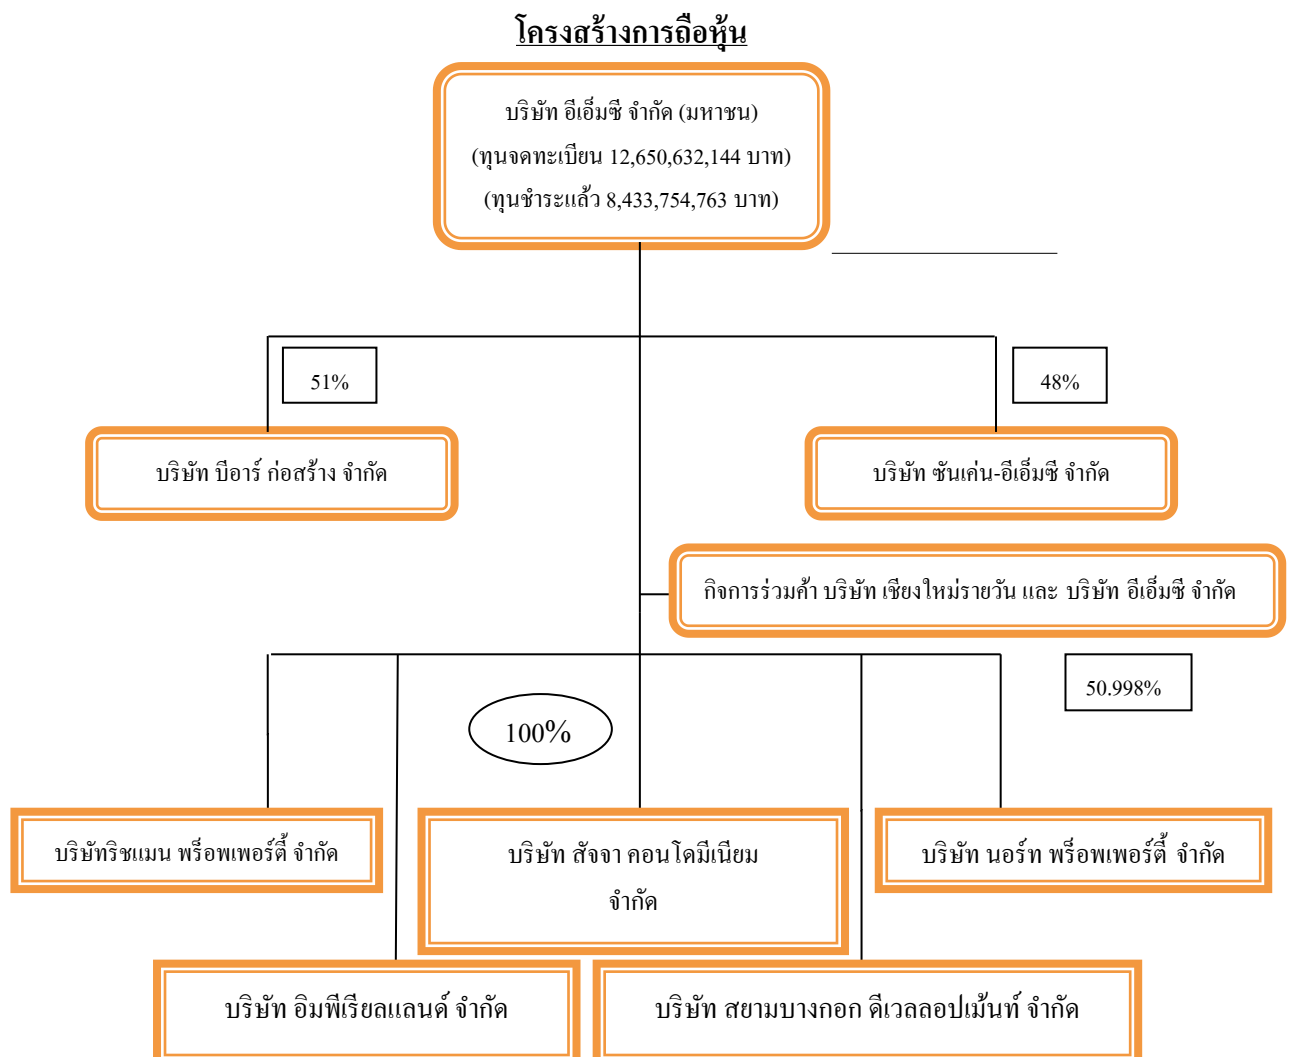 โครงสร้างการถือหุ้น
บริษัท อีเอ็มซี จำกัด (มหาชน)
(ทุนจดทะเบียน 12,650,632,144 บาท)
(ทุนชำระแล้ว 8,433,754,763 บาท)
51%
48%
บริษัท บีอาร์ ก่อสร้าง จำกัด
บริษัท ซันเค่น-อีเอ็มซี จำกัด
กิจการร่วมค้า บริษัท เชียงใหม่รายวัน และ บริษัท อีเอ็มซี จำกัด
50.998%
100%
บริษัทริชแมน พร็อพเพอร์ตี้ จำกัด
บริษัท สัจจา คอนโดมีเนียม
จำกัด
บริษัท นอร์ท พร็อพเพอร์ตี้ จำกัด
บริษัท อิมพีเรียลแลนด์ จำกัด
บริษัท สยามบางกอก ดีเวลลอปเม้นท์ จำกัด